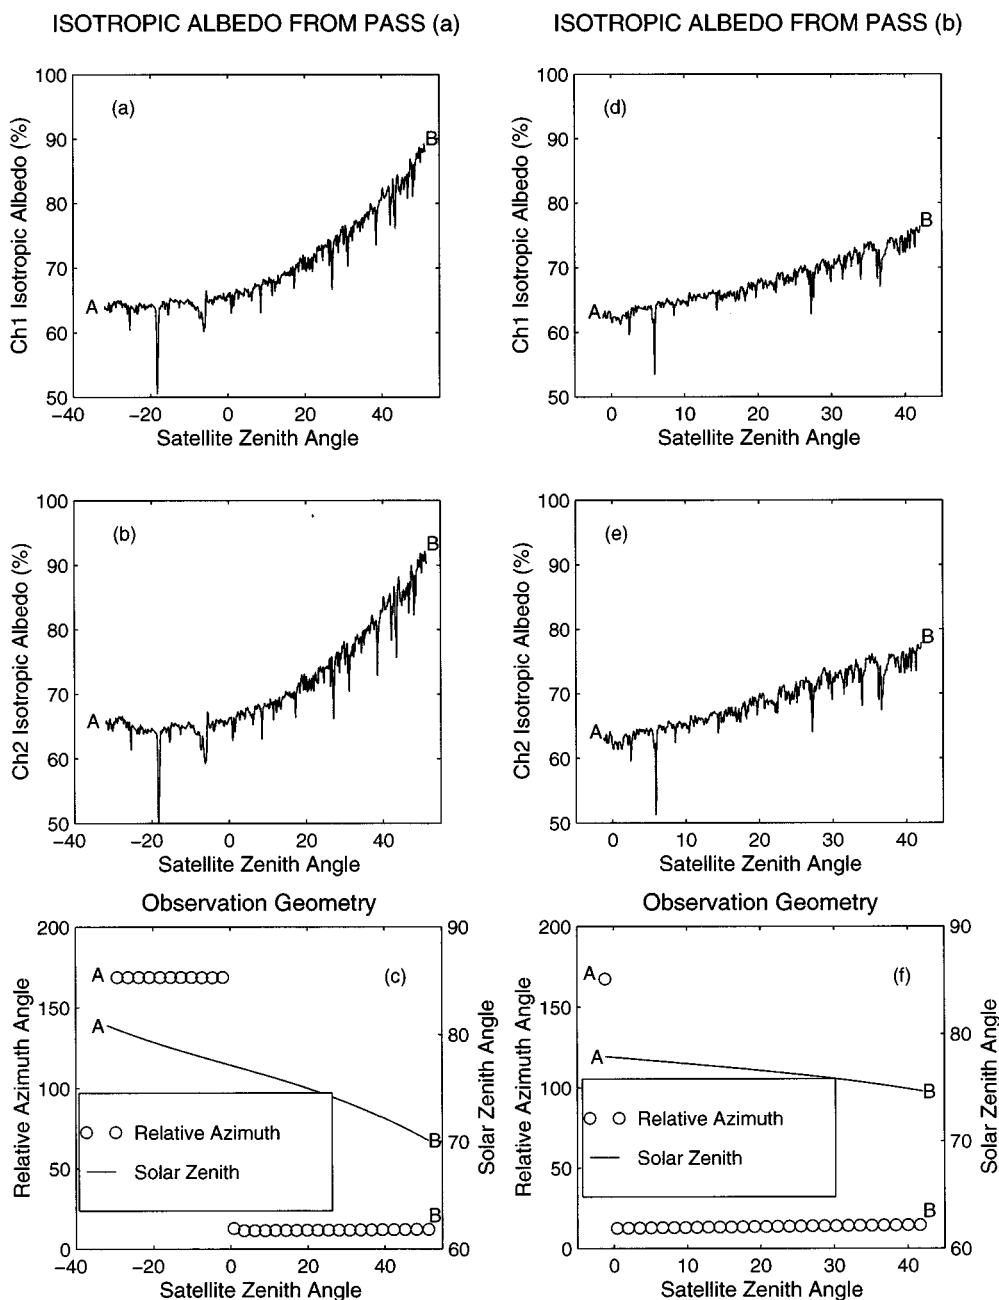 ISOTROPIC ALBEDO FROM PASS (a)
ISOTROPIC ALBEDO FROM PASS (b)
100
90
80
70
60
50
Ch1 Isotropic Albedo (%)
(a)
A
B
−40
−20
0
20
40
Satellite Zenith Angle
100
90
80
70
60
50
Ch1 Isotropic Albedo (%)
(d)
A
B
0
10
20
30
40
Satellite Zenith Angle
100
90
80
70
60
50
Ch2 Isotropic Albedo (%)
(b)
A
B
−40
−20
0
20
40
Satellite Zenith Angle
100
90
80
70
60
50
Ch2 Isotropic Albedo (%)
(e)
A
B
0
10
20
30
40
Satellite Zenith Angle
Observation Geometry
200
150
100
50
0
Relative Azimuth Angle
A
(c)
A
Relative Azimuth
Solar Zenith
B
B
90
80
70
60
Solar Zenith Angle
−40
−20
0
20
40
Satellite Zenith Angle
Observation Geometry
200
150
100
50
0
Relative Azimuth Angle
A
(f)
A
B
Relative Azimuth
Solar Zenith
B
90
80
70
60
Solar Zenith Angle
0
10
20
30
40
Satellite Zenith Angle